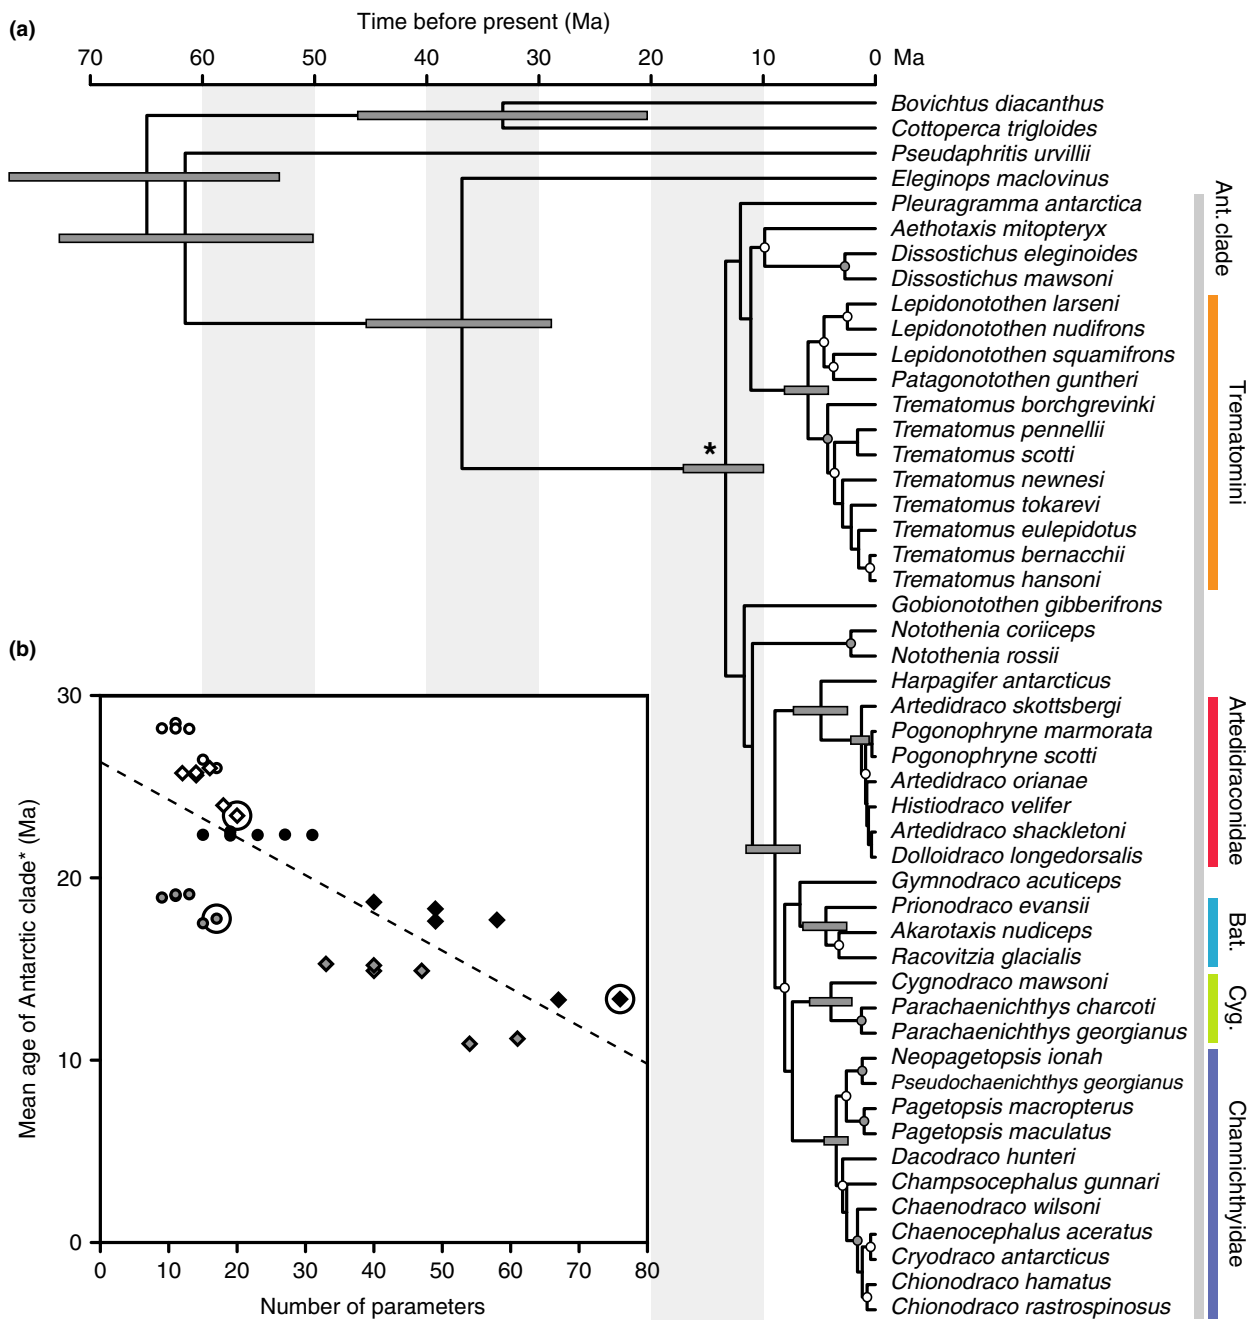 (a)
Time before present (Ma)
70 60 50 40 30 20 10 0 Ma
Bovichtus diacanthus
Cottoperca trigloides
Pseudaphritis urvillii
Eleginops maclovinus
Pleuragramma antarctica
Aethotaxis mitopteryx
Dissostichus eleginoides
Dissostichus mawsoni
Lepidonotothen larseni
Lepidonotothen nudifrons
Lepidonotothen squamifrons
Patagonotothen guntheri
Trematomus borchgrevinki
Trematomus pennellii
*
Trematomus scotti
Trematomus newnesi
Trematomus tokarevi
Trematomus eulepidotus
Trematomus bernacchii
Trematomus hansoni
Gobionotothen gibberifrons
Notothenia coriiceps
Notothenia rossii
Harpagifer antarcticus
Artedidraco skottsbergi
Pogonophryne marmorata
Pogonophryne scotti
Artedidraco orianae
Histiodraco velifer
Artedidraco shackletoni
Dolloidraco longedorsalis
Gymnodraco acuticeps
Prionodraco evansii
Akarotaxis nudiceps
Racovitzia glacialis
Cygnodraco mawsoni
Parachaenichthys charcoti
Parachaenichthys georgianus
Neopagetopsis ionah
Pseudochaenichthys georgianus
Pagetopsis macropterus
Pagetopsis maculatus
Dacodraco hunteri
Champsocephalus gunnari
Chaenodraco wilsoni
Chaenocephalus aceratus
Cryodraco antarcticus
Chionodraco hamatus
Chionodraco rastrospinosus
Ant. clade
Trematomini
Artedidraconidae
Bat.
Cyg.
Channichthyidae
(b)
Mean age of Antarctic clade* (Ma)
30
20
10
0
0 10 20 30 40 50 60 70 80
Number of parameters